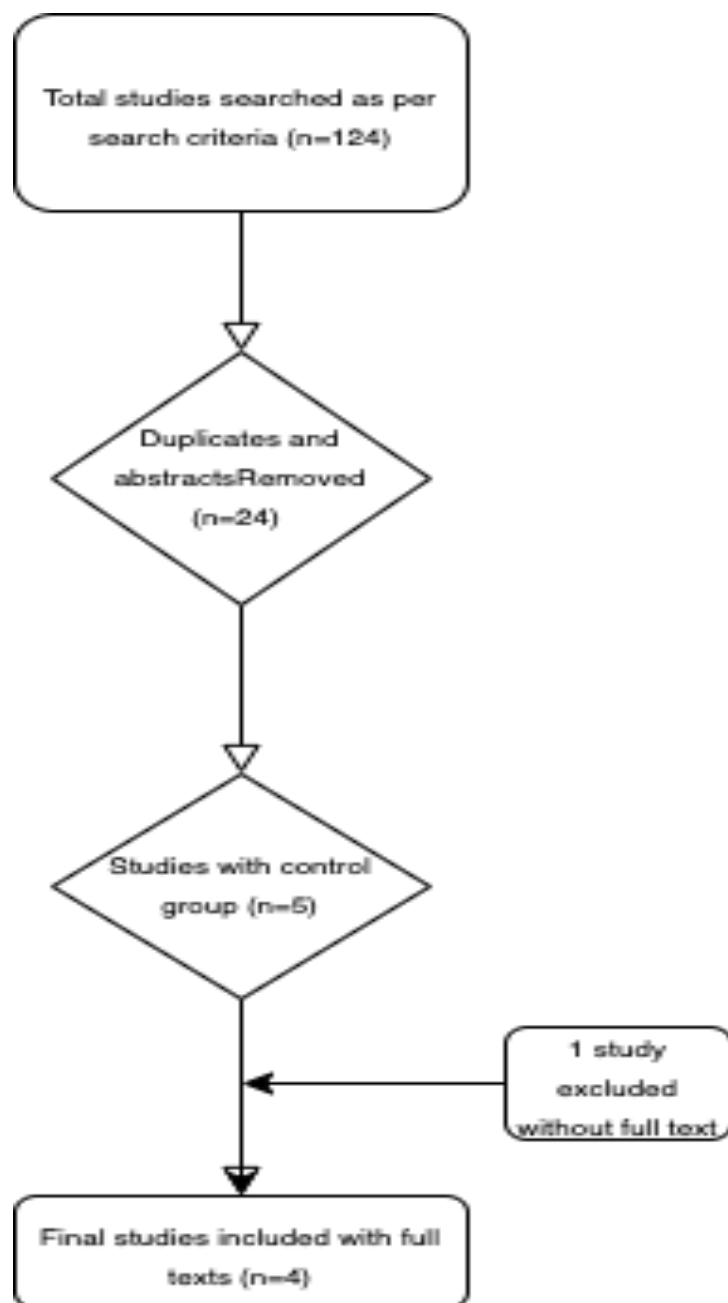 Total studies searched as per
search criteria (n=124)
Duplicates and
abstractsRemoved
(n=24)
Studies with control
group (n=5)
1 study
excluded
without full text
Final studies included with full
texts (n=4)